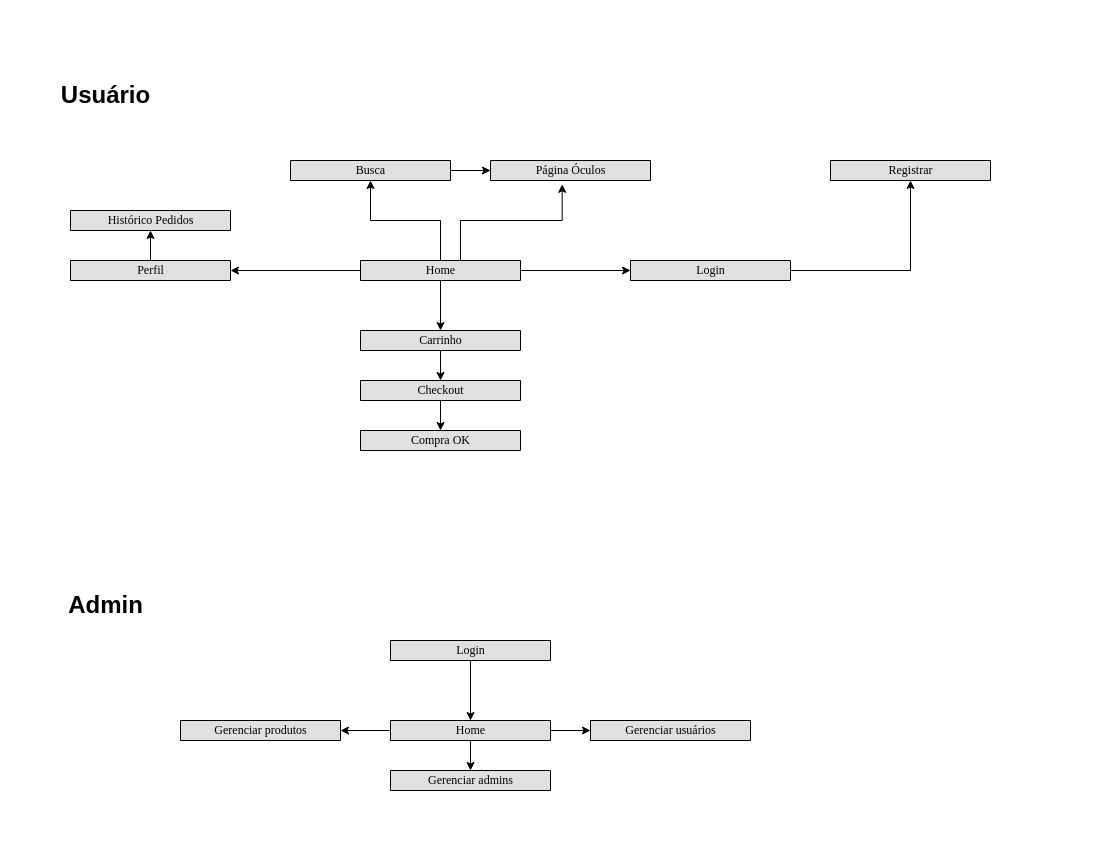 Usuário
Busca
Página Óculos
Registrar
Histórico Pedidos
Perfil
Home
Login
Carrinho
Checkout
Compra OK
Admin
Login
Gerenciar produtos
Home
Gerenciar usuários
Gerenciar admins